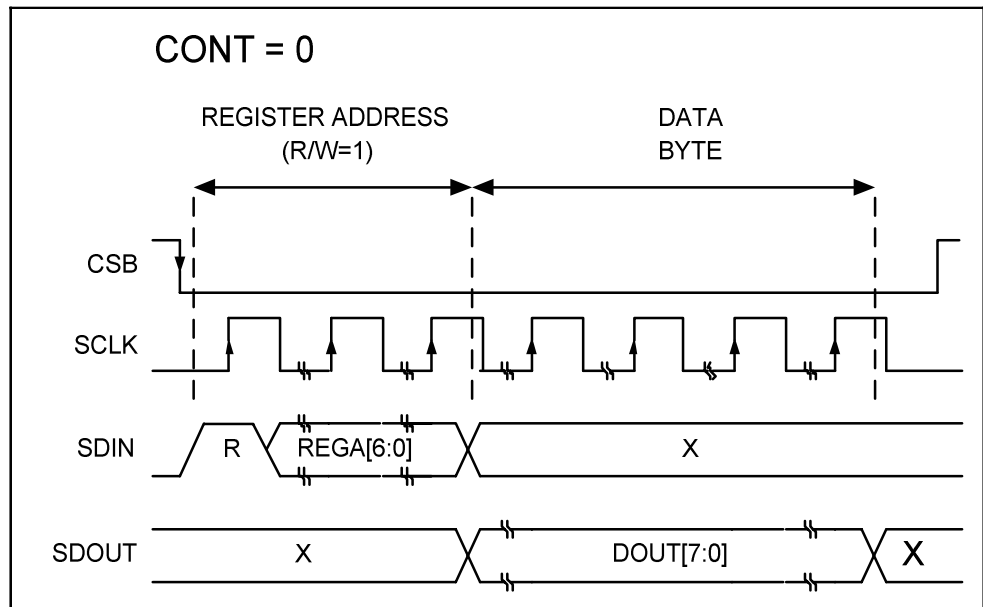 CONT = 0
REGISTER ADDRESS
(R/W=1)
DATA
BYTE
CSB
SCLK
SDIN
R
REGA[6:0]
X
SDOUT
X
DOUT[7:0]
X